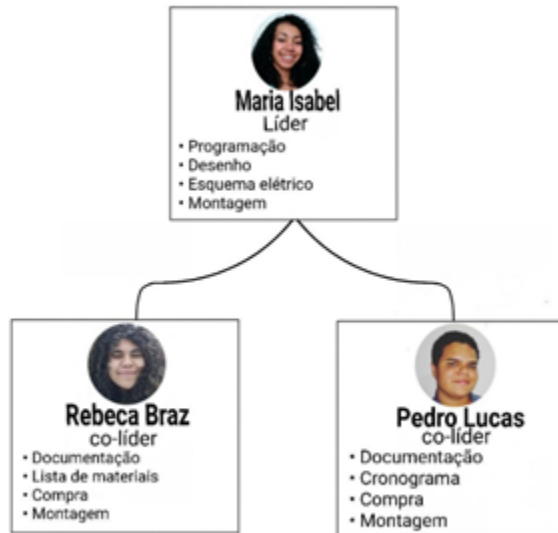 Maria Isabel
Líder
• Programação
• Desenho
• Esquema elétrico
• Montagem
Rebeca Braz
co-líder
• Documentação
• Lista de materiais
• Compra
• Montagem
Pedro Lucas
co-líder
• Documentação
• Cronograma
• Compra
• Montagem